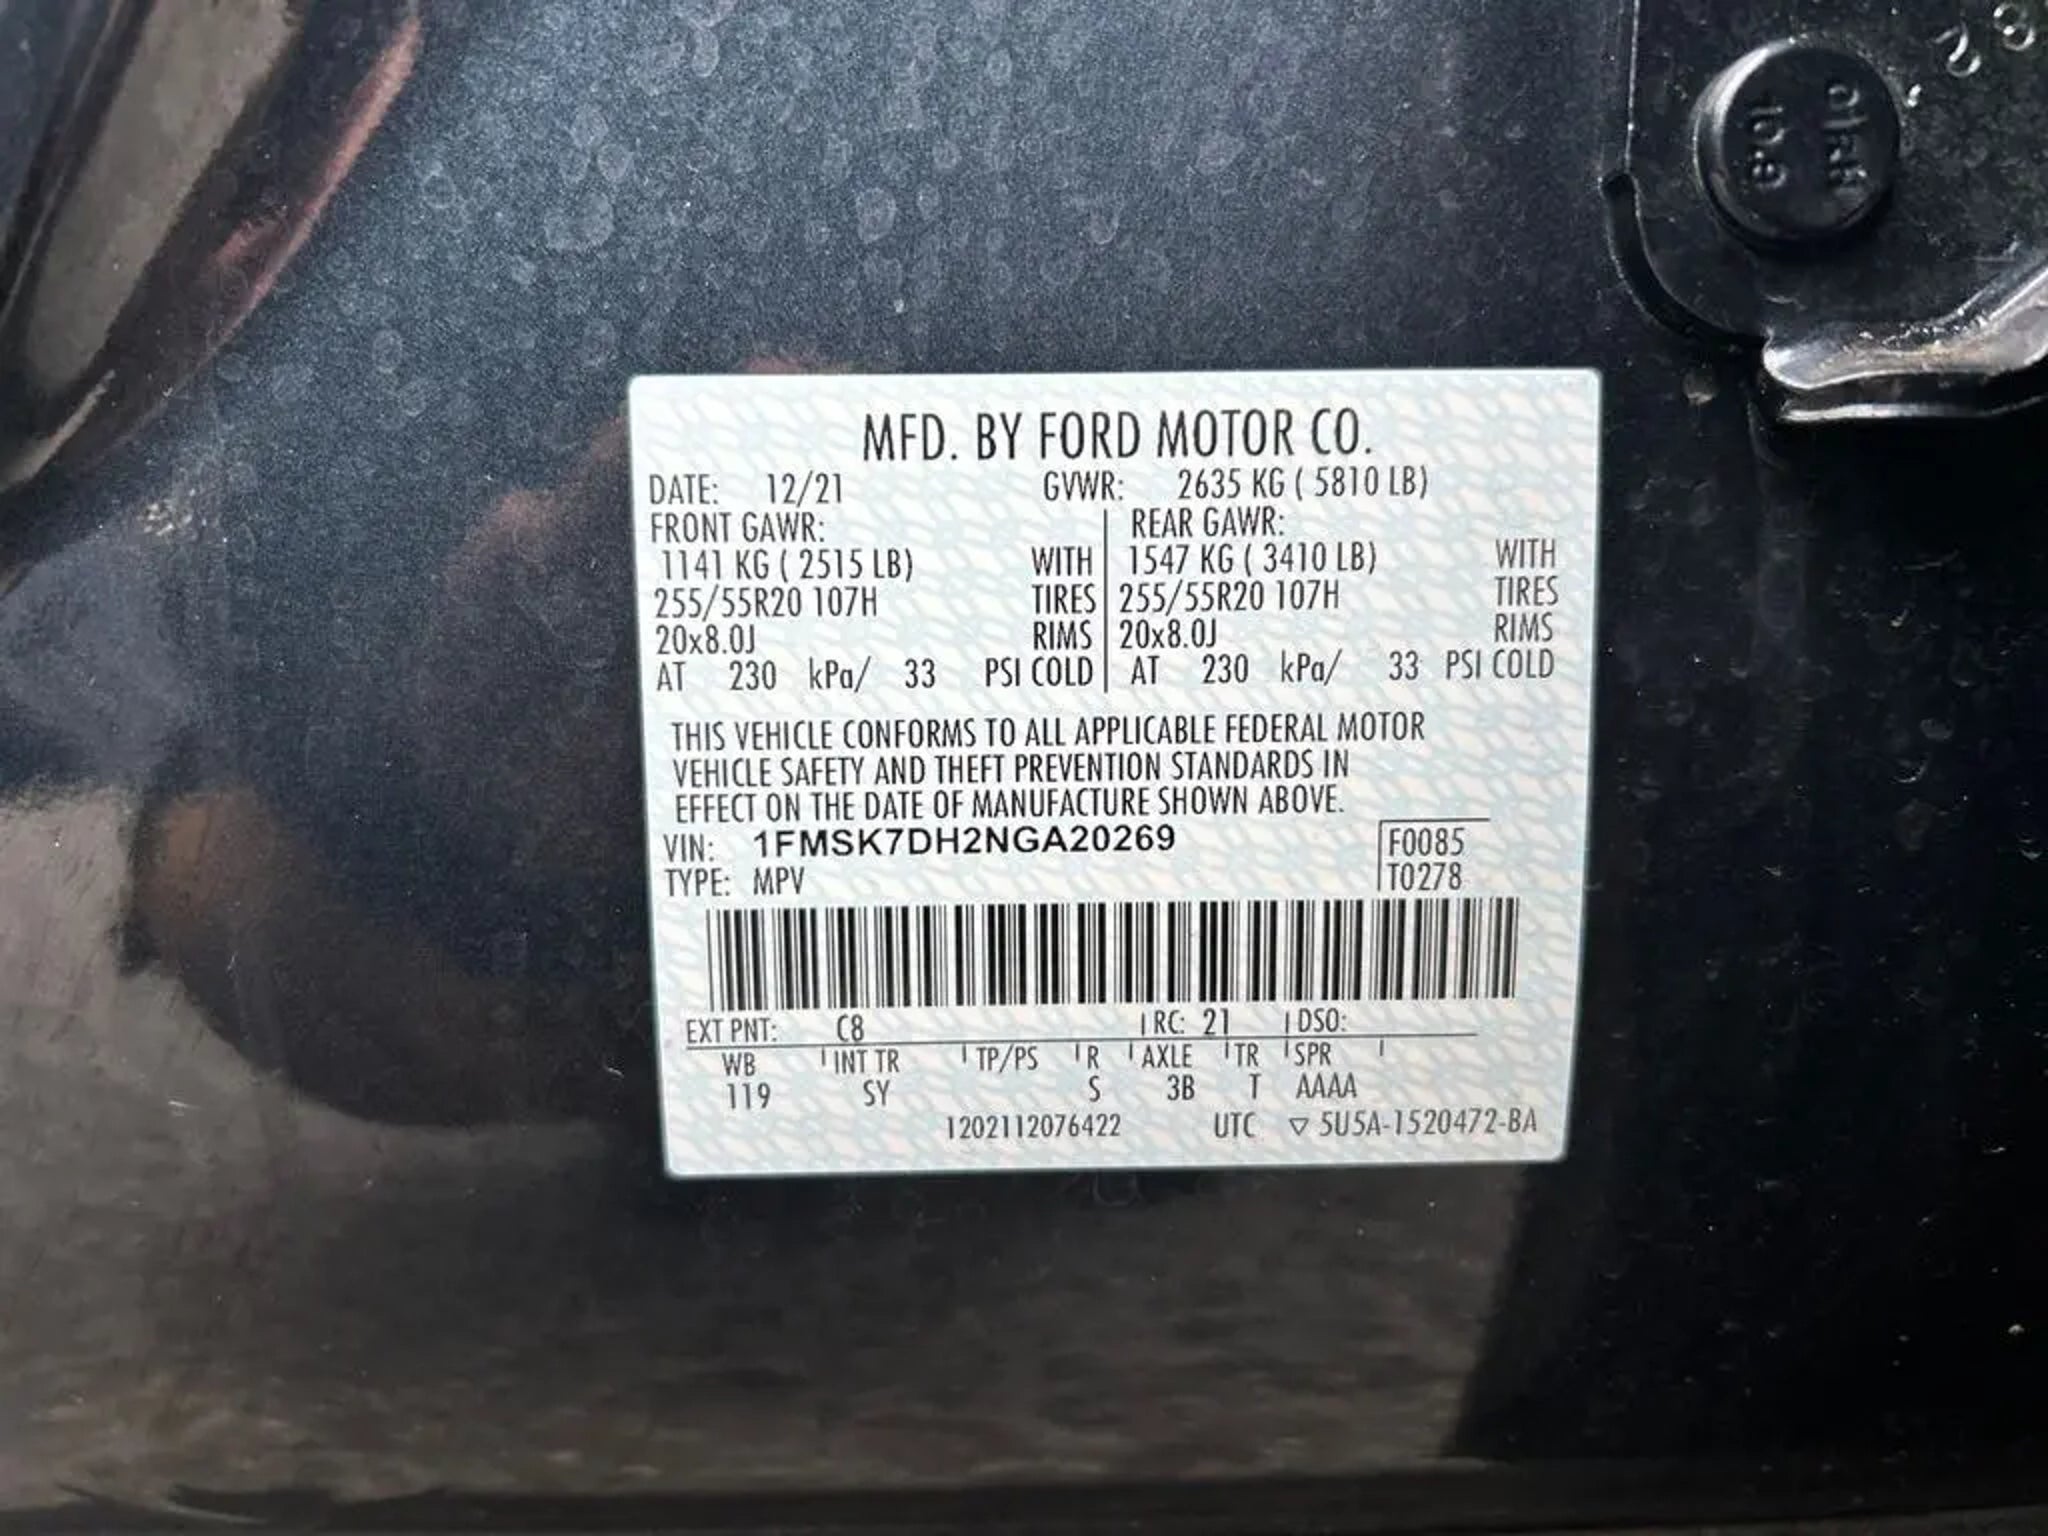 MFD. BY FORD MOTOR CO.
DATE: 12/21 GVWR: 2635 KG ( 5810 LB)
FRONT GAWR: REAR GAWR:
1141 KG ( 2515 LB) WITH 1547 KG ( 3410 LB) WITH
255/55R20 107H TIRES 255/55R20 107H TIRES
20x8.0J RIMS 20x8.0J RIMS
AT 230 kPa/ 33 PSI COLD AT 230 kPa/ 33 PSI COLD
THIS VEHICLE CONFORMS TO ALL APPLICABLE FEDERAL MOTOR
VEHICLE SAFETY AND THEFT PREVENTION STANDARDS IN
EFFECT ON THE DATE OF MANUFACTURE SHOWN ABOVE.
VIN: 1FMSK7DH2NGA20269 F0085
TYPE: MPV T0278
EXT PNT: C8 RC: 21 DSO:
WB INT TR TP/PS R AXLE TR SPR
119 SY S 3B T AAAA
1202112076422 UTC ▽ 5U5A-1520472-BA